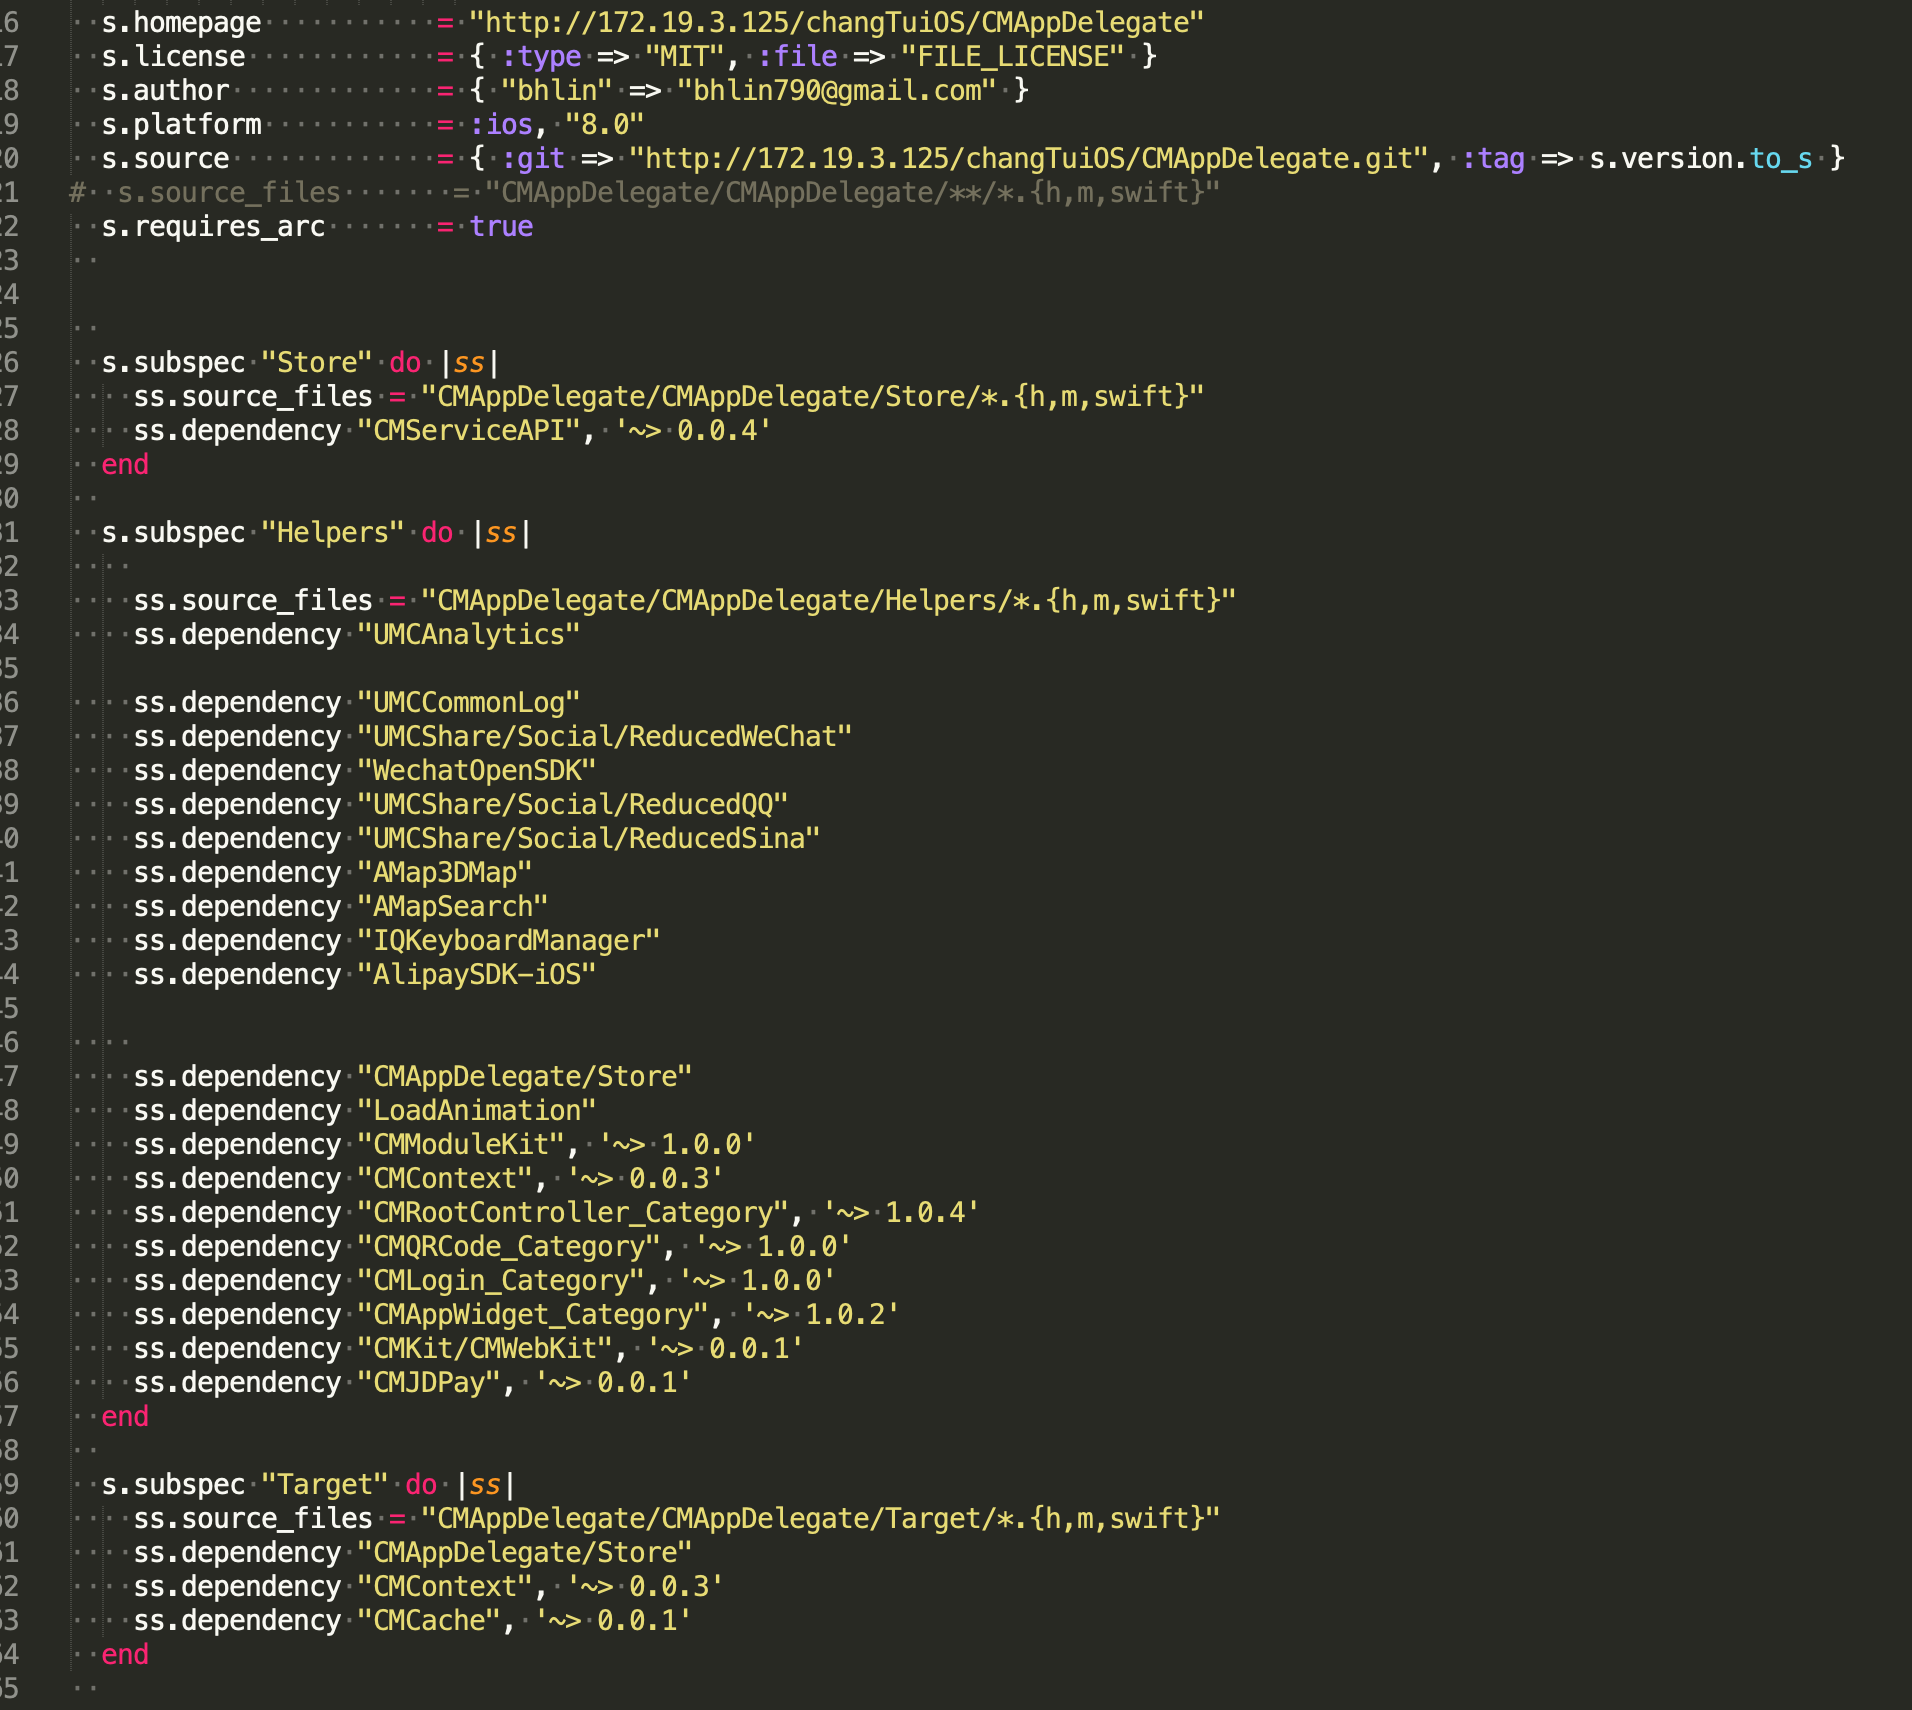 6 s.homepage = "http://172.19.3.125/changTuiOS/CMAppDelegate"
7 s.license = { :type => "MIT", :file => "FILE_LICENSE" }
8 s.author = { "bhlin" => "bhlin790@gmail.com" }
9 s.platform = :ios, "8.0"
20 s.source = { :git => "http://172.19.3.125/changTuiOS/CMAppDelegate.git", :tag => s.version.to_s }
21 # s.source_files = "CMAppDelegate/CMAppDelegate/**/*.{h,m,swift}"
22 s.requires_arc = true
23
24
25
26 s.subspec "Store" do |ss|
27 ss.source_files = "CMAppDelegate/CMAppDelegate/Store/*.{h,m,swift}"
28 ss.dependency "CMServiceAPI", '~> 0.0.4'
29 end
30
31 s.subspec "Helpers" do |ss|
32
33 ss.source_files = "CMAppDelegate/CMAppDelegate/Helpers/*.{h,m,swift}"
34 ss.dependency "UMCAnalytics"
35
36 ss.dependency "UMCCommonLog"
37 ss.dependency "UMCShare/Social/ReducedWeChat"
38 ss.dependency "WechatOpenSDK"
39 ss.dependency "UMCShare/Social/ReducedQQ"
40 ss.dependency "UMCShare/Social/ReducedSina"
41 ss.dependency "AMap3DMap"
42 ss.dependency "AMapSearch"
43 ss.dependency "IQKeyboardManager"
44 ss.dependency "AlipaySDK-iOS"
45
46
47 ss.dependency "CMAppDelegate/Store"
48 ss.dependency "LoadAnimation"
49 ss.dependency "CMModuleKit", '~> 1.0.0'
50 ss.dependency "CMContext", '~> 0.0.3'
51 ss.dependency "CMRootController_Category", '~> 1.0.4'
52 ss.dependency "CMQRCode_Category", '~> 1.0.0'
53 ss.dependency "CMLogin_Category", '~> 1.0.0'
54 ss.dependency "CMAppWidget_Category", '~> 1.0.2'
55 ss.dependency "CMKit/CMWebKit", '~> 0.0.1'
56 ss.dependency "CMJDPay", '~> 0.0.1'
57 end
58
59 s.subspec "Target" do |ss|
60 ss.source_files = "CMAppDelegate/CMAppDelegate/Target/*.{h,m,swift}"
61 ss.dependency "CMAppDelegate/Store"
62 ss.dependency "CMContext", '~> 0.0.3'
63 ss.dependency "CMCache", '~> 0.0.1'
64 end
65